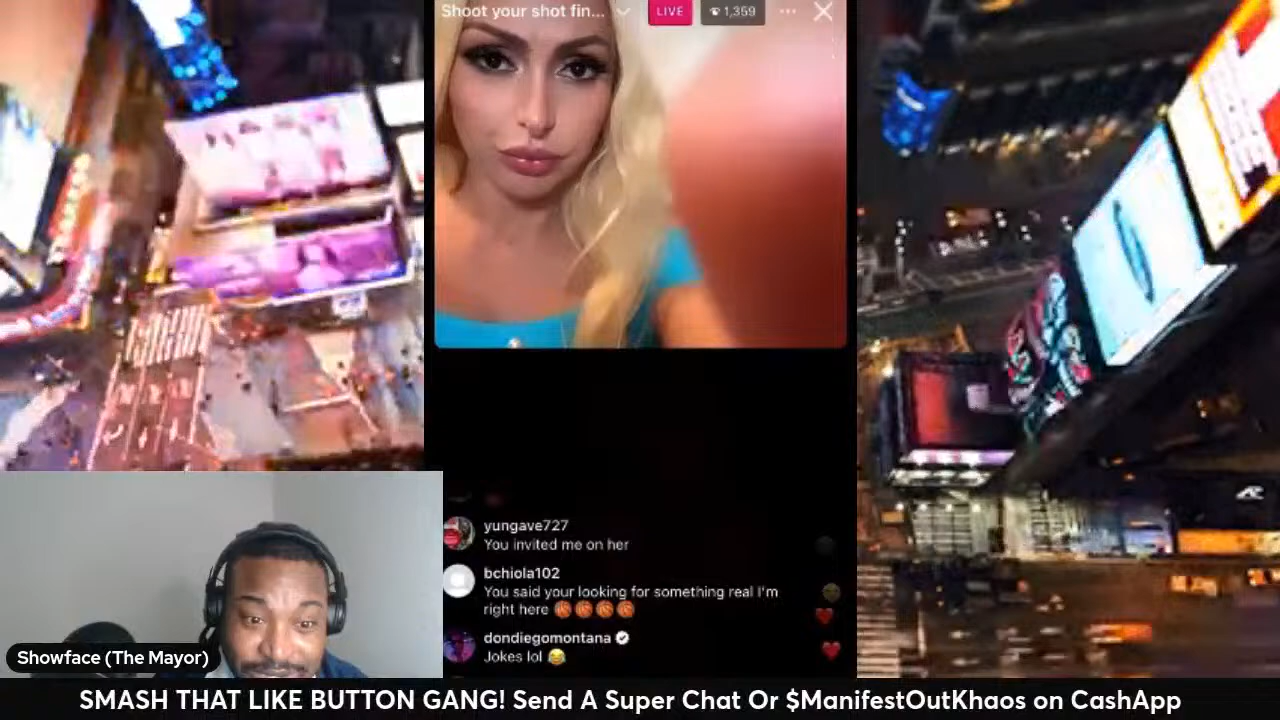 Shoot your shot fin...
LIVE
1,359
yungave727
You invited me on her
bchiola102
You said your looking for something real I'm
right here 🏀🏀🏀🏀
dondiegomontana
Jokes lol 😂
Showface (The Mayor)
SMASH THAT LIKE BUTTON GANG! Send A Super Chat Or $ManifestOutKhaos on CashApp